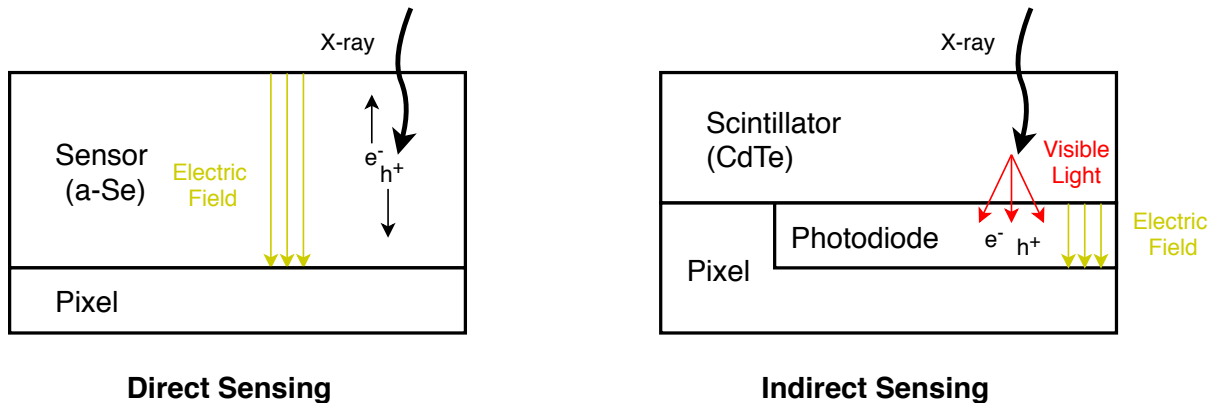 X-ray
Sensor
(a-Se)
Electric
Field
e-
h+
Pixel
Direct Sensing
X-ray
Scintillator
(CdTe)
Visible
Light
Photodiode
e-
h+
Electric
Field
Pixel
Indirect Sensing